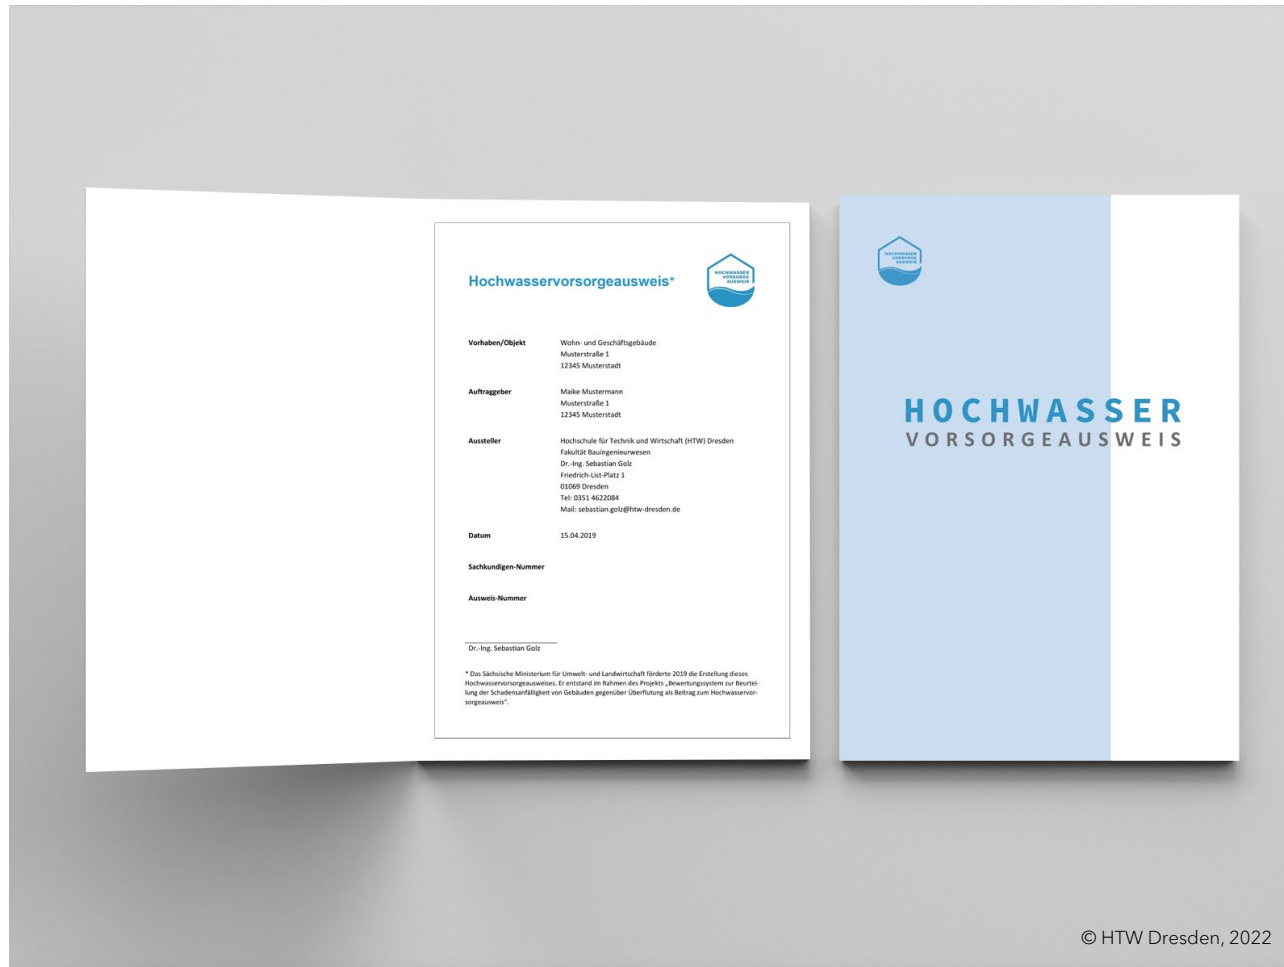 Hochwasservorsorgeausweis*
HOCHWASSER
VORSORGE
AUSWEIS
Vorhaben/Objekt Wohn- und Geschäftsgebäude
Musterstraße 1
12345 Musterstadt
Auftraggeber Maike Mustermann
Musterstraße 1
12345 Musterstadt
Aussteller Hochschule für Technik und Wirtschaft (HTW) Dresden
Fakultät Bauingenieurwesen
Dr.-Ing. Sebastian Golz
Friedrich-List-Platz 1
01069 Dresden
Tel: 0351 4622084
Mail: sebastian.golz@htw-dresden.de
Datum 15.04.2019
Sachkundigen-Nummer
Ausweis-Nummer
Dr.-Ing. Sebastian Golz
* Das Sächsische Ministerium für Umwelt- und Landwirtschaft förderte 2019 die Erstellung dieses
Hochwasservorsorgeausweises. Er entstand im Rahmen des Projekts „Bewertungssystem zur Beurtei-
lung der Schadensanfälligkeit von Gebäuden gegenüber Überflutung als Beitrag zum Hochwasservor-
sorgeausweis“.
HOCHWASSER
VORSORGE
AUSWEIS
HOCHWASSER
VORSORGEAUSWEIS
© HTW Dresden, 2022